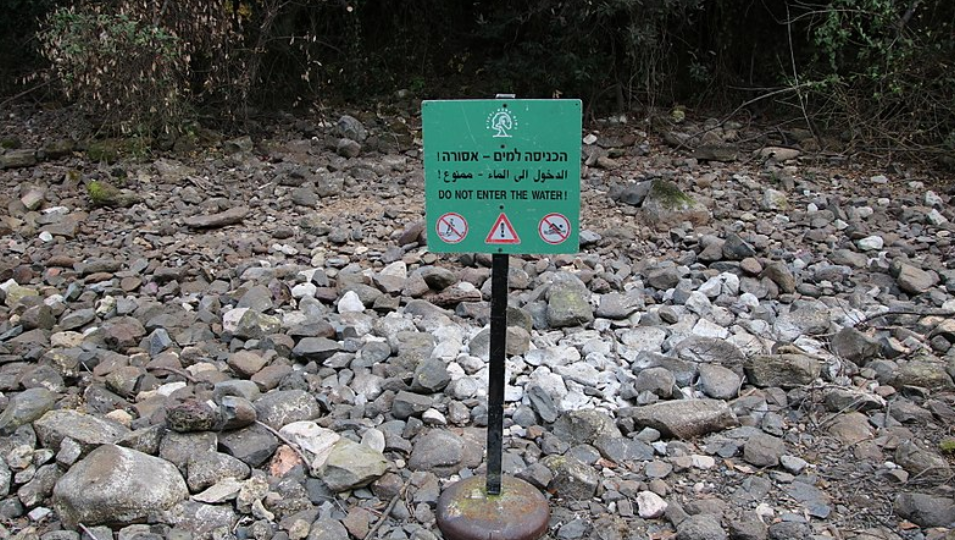 הכניסה למים - אסורה!
الدخول الى الماء - ممنوع!
DO NOT ENTER THE WATER!